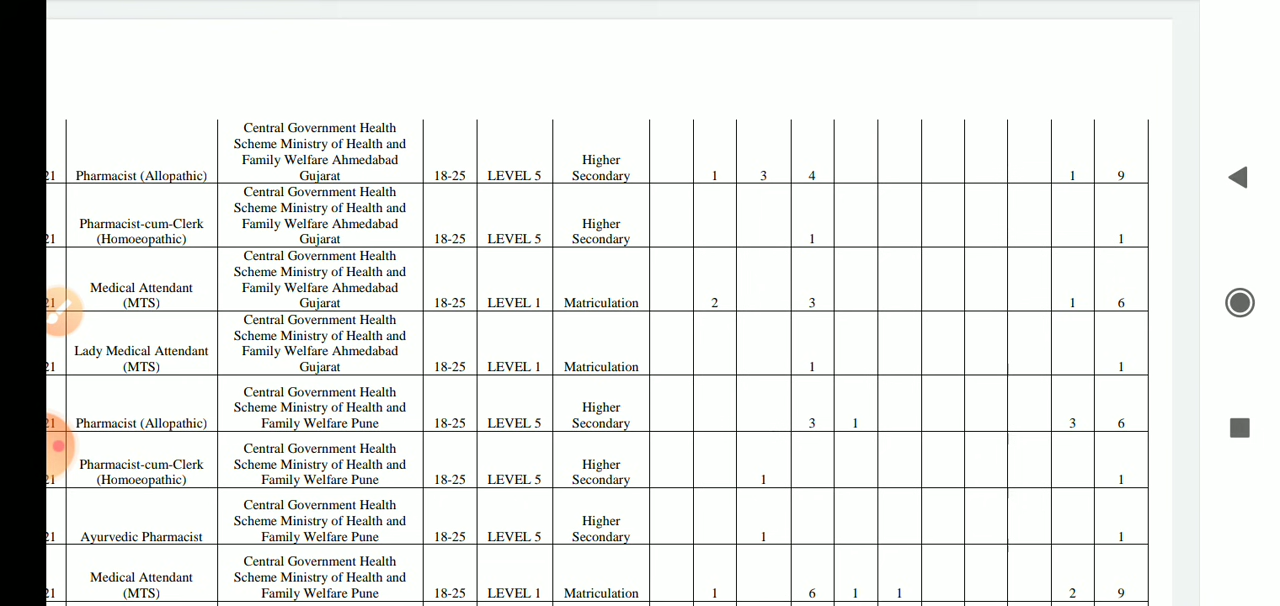 Central Government Health
Scheme Ministry of Health and
Family Welfare Ahmedabad
Gujarat
21 Pharmacist (Allopathic) 18-25 LEVEL 5 Higher Secondary 1 3 4 1 9
Central Government Health
Scheme Ministry of Health and
Family Welfare Ahmedabad
Gujarat
21 Pharmacist-cum-Clerk (Homoeopathic) 18-25 LEVEL 5 Higher Secondary 1 1
Central Government Health
Scheme Ministry of Health and
Family Welfare Ahmedabad
Gujarat
21 Medical Attendant (MTS) 18-25 LEVEL 1 Matriculation 2 3 1 6
Central Government Health
Scheme Ministry of Health and
Family Welfare Ahmedabad
Gujarat
21 Lady Medical Attendant (MTS) 18-25 LEVEL 1 Matriculation 1 1
Central Government Health
Scheme Ministry of Health and
Family Welfare Pune
21 Pharmacist (Allopathic) 18-25 LEVEL 5 Higher Secondary 3 1 3 6
Central Government Health
Scheme Ministry of Health and
Family Welfare Pune
21 Pharmacist-cum-Clerk (Homoeopathic) 18-25 LEVEL 5 Higher Secondary 1 1
Central Government Health
Scheme Ministry of Health and
Family Welfare Pune
21 Ayurvedic Pharmacist 18-25 LEVEL 5 Higher Secondary 1 1
Central Government Health
Scheme Ministry of Health and
Family Welfare Pune
21 Medical Attendant (MTS) 18-25 LEVEL 1 Matriculation 1 6 1 1 2 9